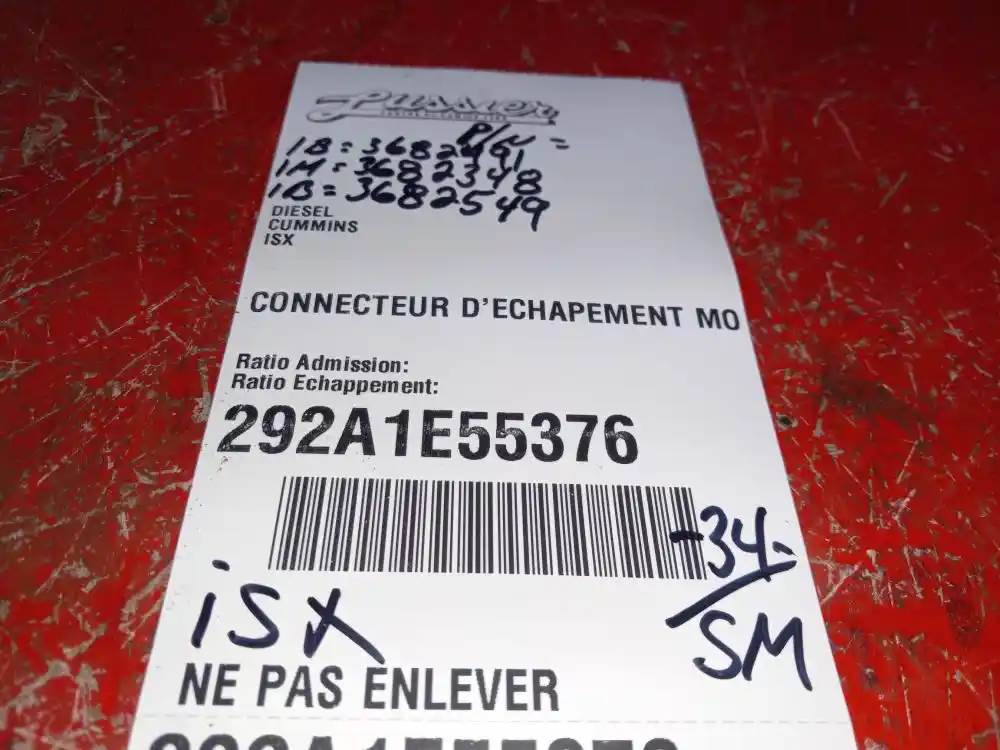 P/N =
1B = 3682491
1M = 3682348
1B = 3682549
DIESEL
CUMMINS
ISX
CONNECTEUR D'ECHAPEMENT MO
Ratio Admission:
Ratio Echappement:
292A1E55376
-34-
iSX
SM
NE PAS ENLEVER